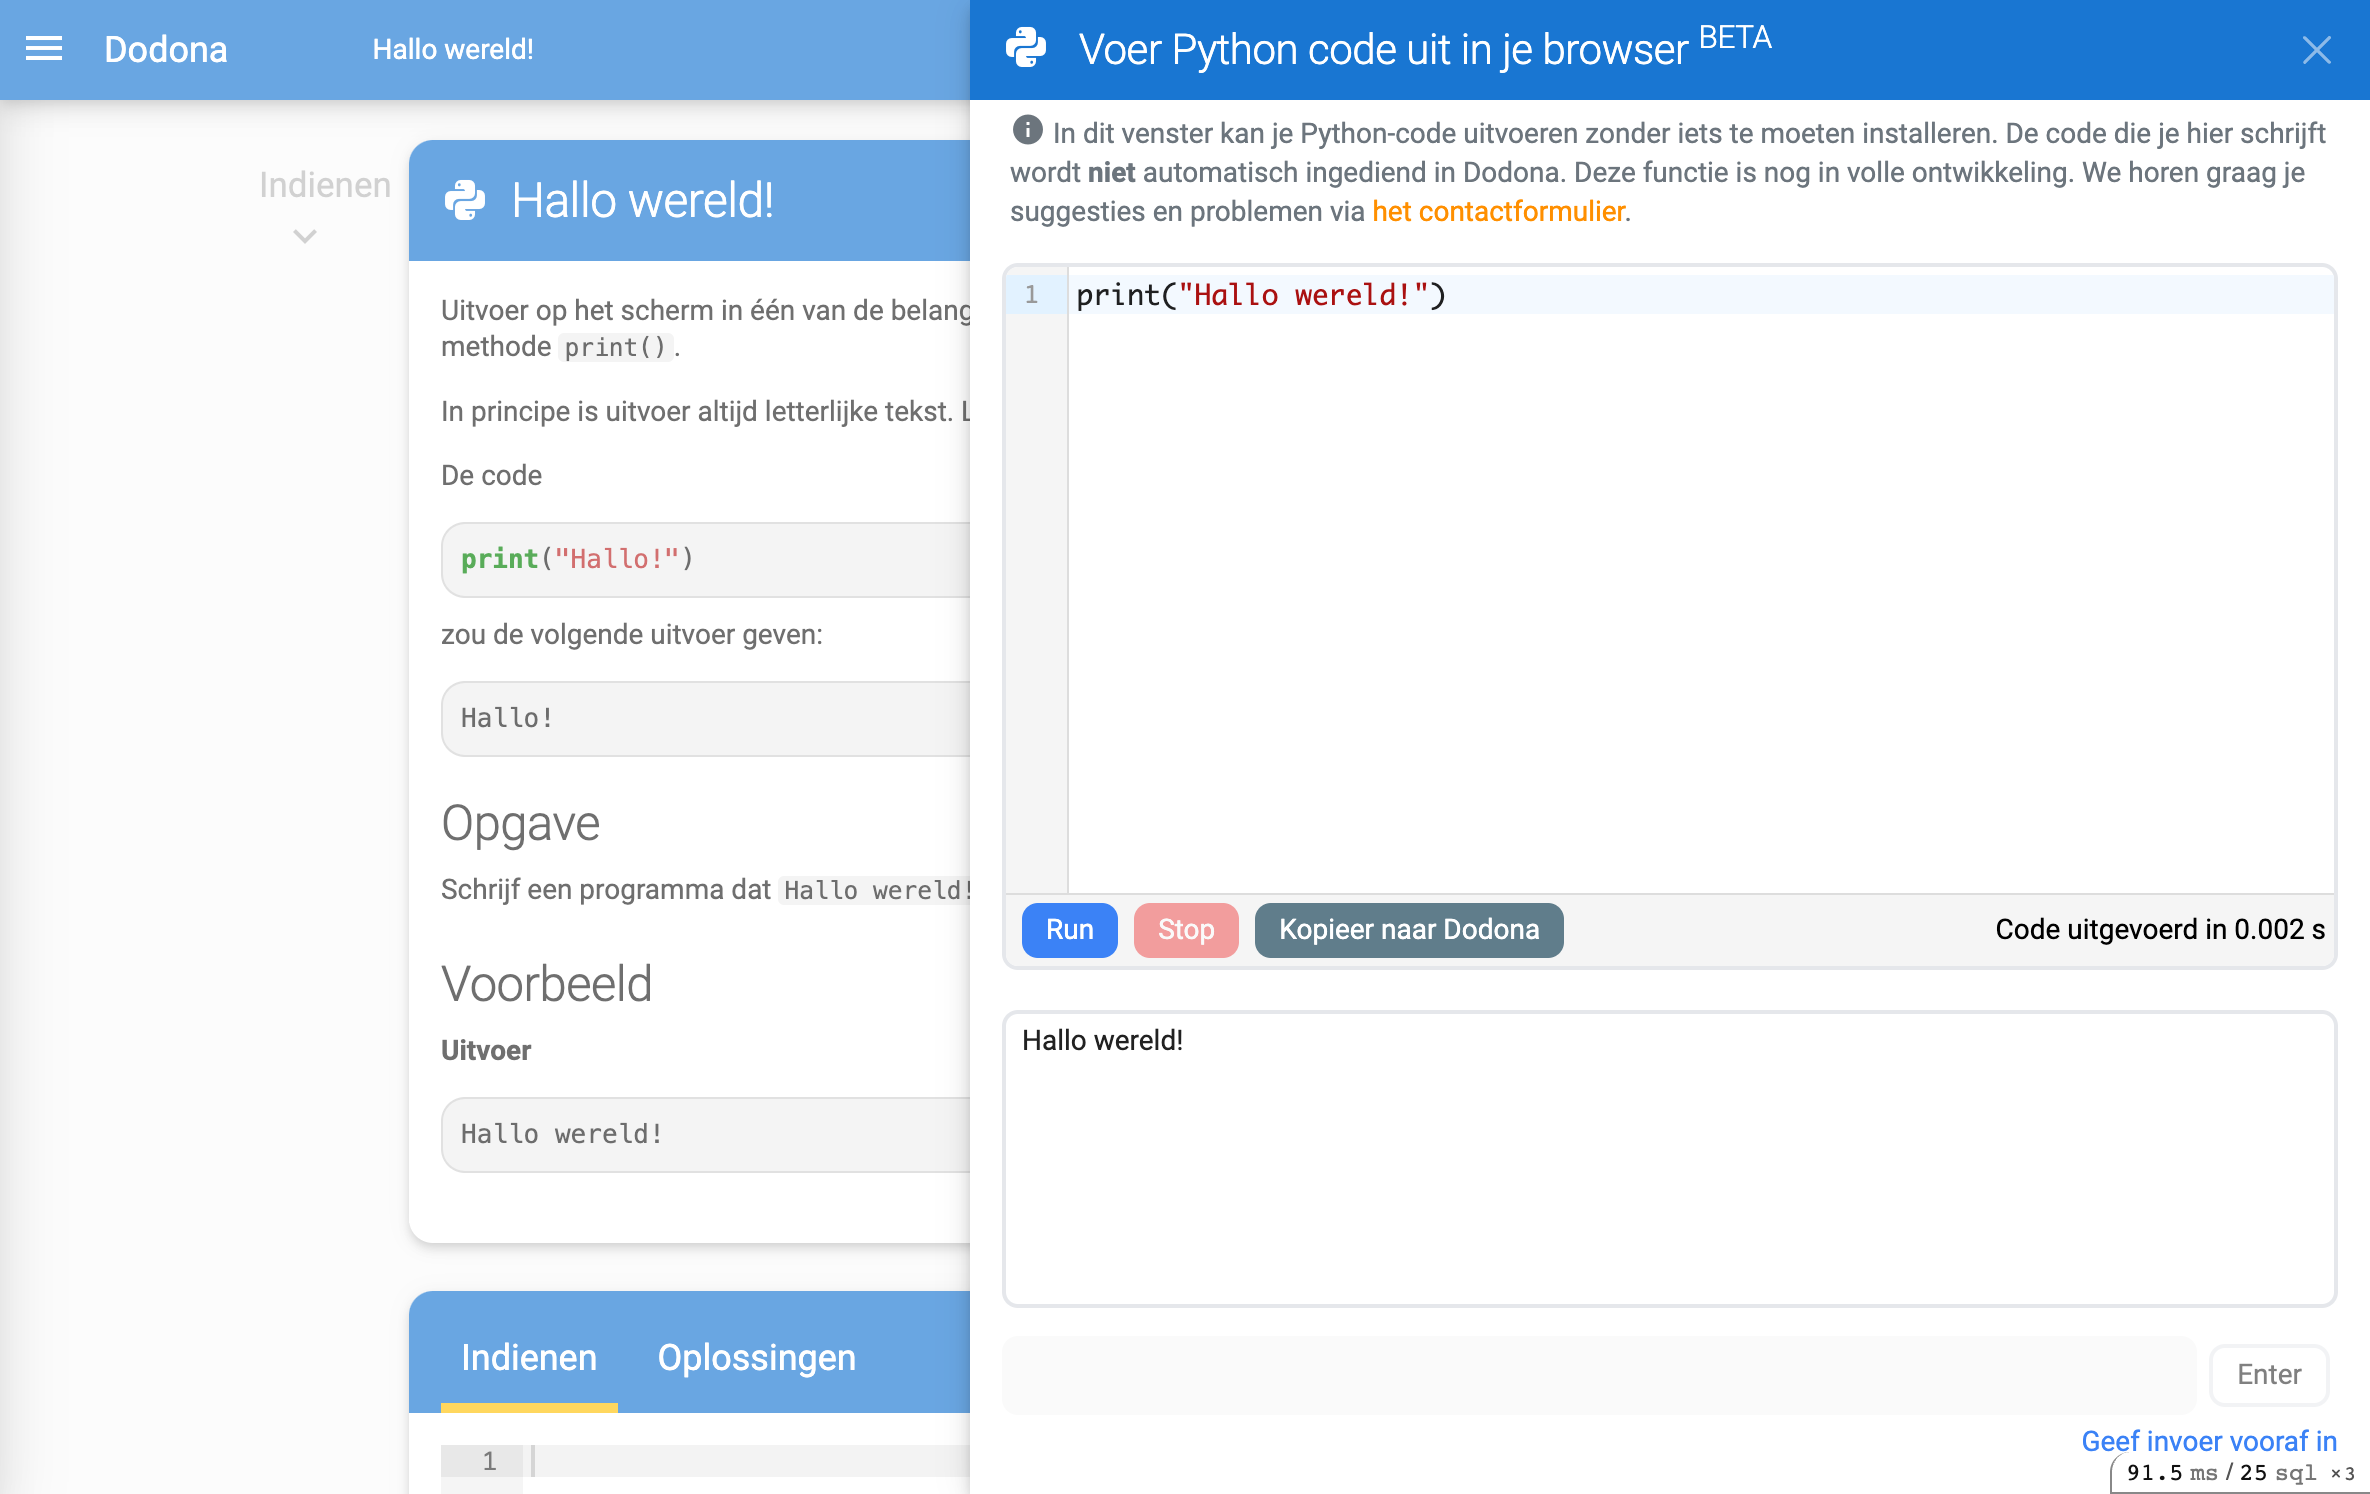 Dodona
Hallo wereld!
Indienen
Hallo wereld!
Uitvoer op het scherm in één van de belang
methode print().
In principe is uitvoer altijd letterlijke tekst. L
De code
print("Hallo!")
zou de volgende uitvoer geven:
Hallo!
Opgave
Schrijf een programma dat Hallo wereld!
Voorbeeld
Uitvoer
Hallo wereld!
Indienen
Oplossingen
1
Voer Python code uit in je browser BETA
In dit venster kan je Python-code uitvoeren zonder iets te moeten installeren. De code die je hier schrijft
wordt niet automatisch ingediend in Dodona. Deze functie is nog in volle ontwikkeling. We horen graag je
suggesties en problemen via het contactformulier.
1 print("Hallo wereld!")
Run
Stop
Kopieer naar Dodona
Code uitgevoerd in 0.002 s
Hallo wereld!
Enter
Geef invoer vooraf in
91.5 ms / 25 sql ×3